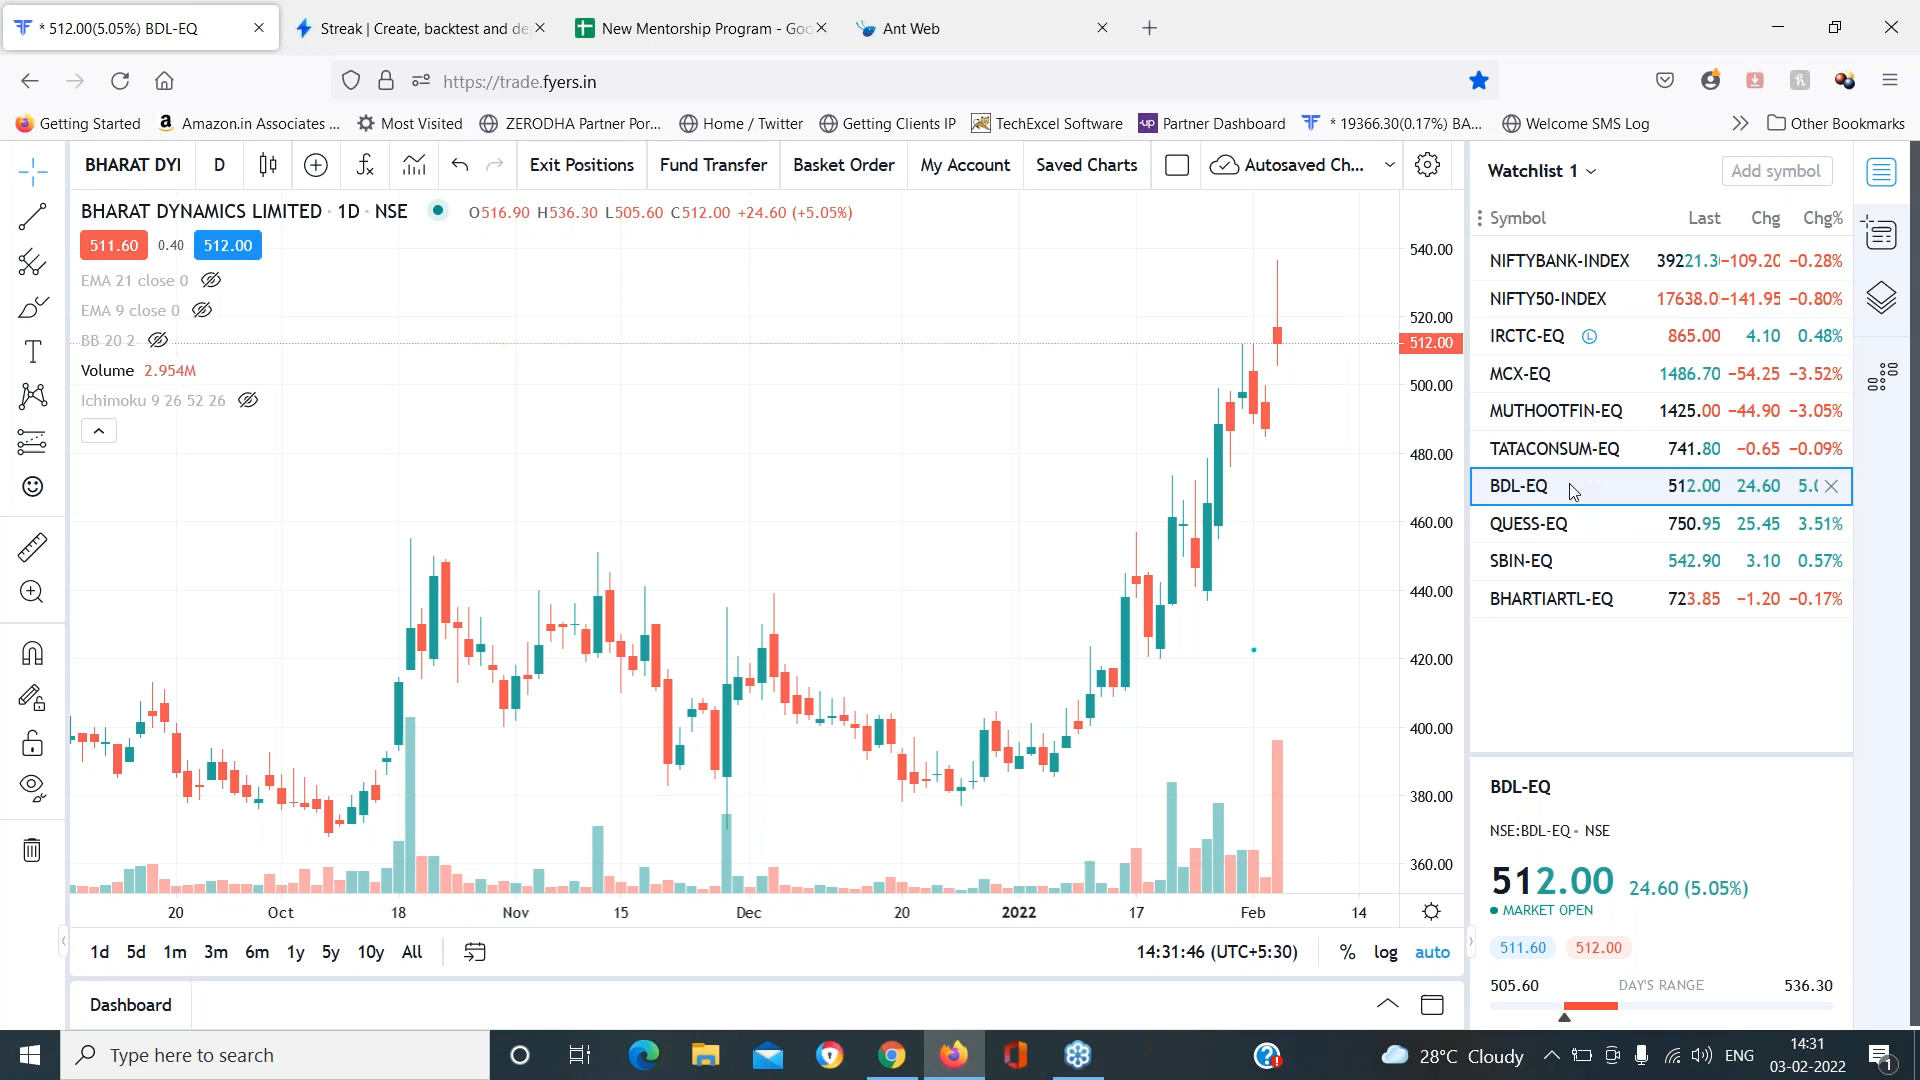 * 512.00(5.05%) BDL-EQ
Streak | Create, backtest and de
New Mentorship Program - Goo
Ant Web
https://trade.fyers.in
Getting Started
Amazon.in Associates ...
Most Visited
ZERODHA Partner Por...
Home / Twitter
Getting Clients IP
TechExcel Software
up Partner Dashboard
* 19366.30(0.17%) BA...
Welcome SMS Log
Other Bookmarks
BHARAT DYI
D
Exit Positions
Fund Transfer
Basket Order
My Account
Saved Charts
Autosaved Ch...
BHARAT DYNAMICS LIMITED · 1D · NSE
O516.90 H536.30 L505.60 C512.00 +24.60 (+5.05%)
511.60 0.40 512.00
EMA 21 close 0
EMA 9 close 0
BB 20 2
Volume 2.954M
Ichimoku 9 26 52 26
540.00
520.00
512.00
500.00
480.00
460.00
440.00
420.00
400.00
380.00
360.00
20 Oct 18 Nov 15 Dec 20 2022 17 Feb 14
1d 5d 1m 3m 6m 1y 5y 10y All
14:31:46 (UTC+5:30) % log auto
Dashboard
Watchlist 1
Add symbol
Symbol Last Chg Chg%
NIFTYBANK-INDEX 39221.3 -109.20 -0.28%
NIFTY50-INDEX 17638.0 -141.95 -0.80%
IRCTC-EQ L 865.00 4.10 0.48%
MCX-EQ 1486.70 -54.25 -3.52%
MUTHOOTFIN-EQ 1425.00 -44.90 -3.05%
TATACONSUM-EQ 741.80 -0.65 -0.09%
BDL-EQ 512.00 24.60 5.0
QUESS-EQ 750.95 25.45 3.51%
SBIN-EQ 542.90 3.10 0.57%
BHARTIARTL-EQ 723.85 -1.20 -0.17%
BDL-EQ
NSE:BDL-EQ · NSE
512.00 24.60 (5.05%)
MARKET OPEN
511.60 512.00
505.60 DAY'S RANGE 536.30
Type here to search
28°C Cloudy
ENG
14:31
03-02-2022
1